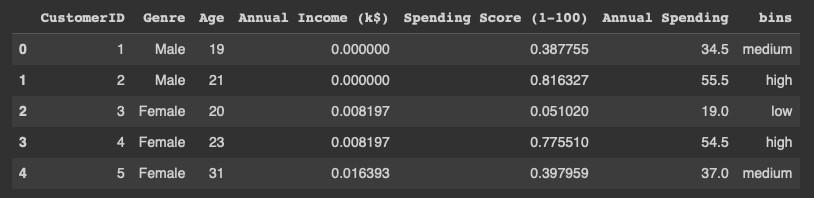 CustomerID Genre Age Annual Income (k$) Spending Score (1-100) Annual Spending bins
0 1 Male 19 0.000000 0.387755 34.5 medium
1 2 Male 21 0.000000 0.816327 55.5 high
2 3 Female 20 0.008197 0.051020 19.0 low
3 4 Female 23 0.008197 0.775510 54.5 high
4 5 Female 31 0.016393 0.397959 37.0 medium